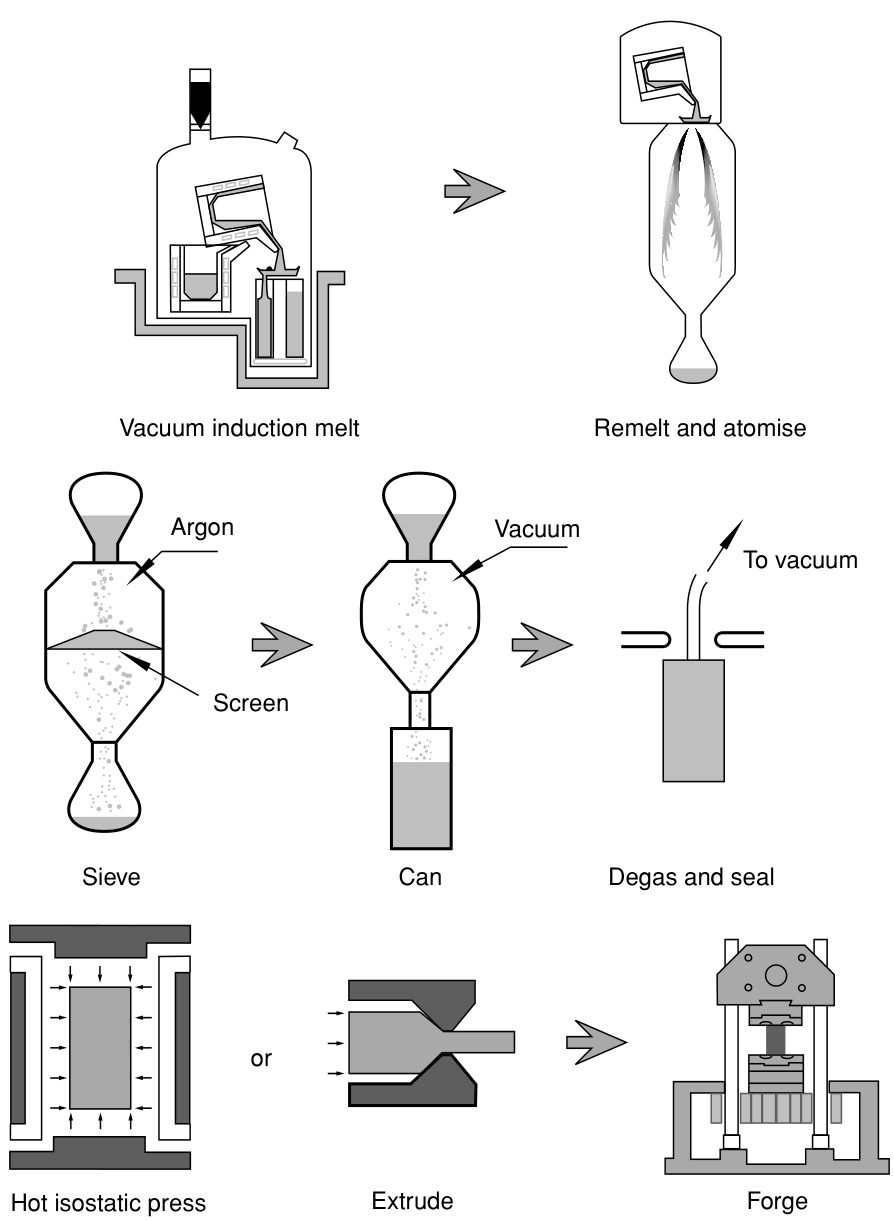 Vacuum induction melt
Remelt and atomise
Argon
Screen
Vacuum
To vacuum
Sieve
Can
Degas and seal
or
Hot isostatic press
Extrude
Forge